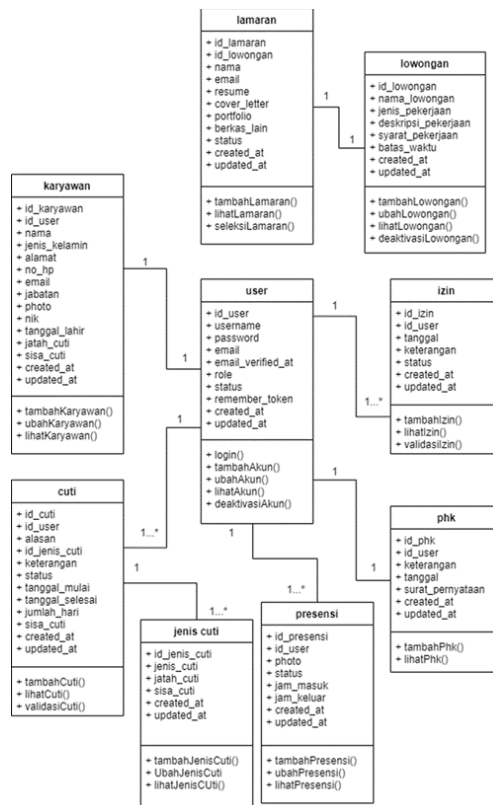 lamaran
+ id_lamaran
+ id_lowongan
+ nama
+ email
+ resume
+ cover_letter
+ portfolio
+ berkas_lain
+ status
+ created_at
+ updated_at
+tambahLamaran()
+lihatLamaran()
+seleksiLamaran()
1
1
lowongan
+ id_lowongan
+ nama_lowongan
+ jenis_pekerjaan
+ deskripsi_pekerjaan
+ syarat_pekerjaan
+ batas_waktu
+ created_at
+ updated_at
+tambahLowongan()
+ubahLowongan()
+lihatLowongan()
+deaktivasiLowongan()
karyawan
+ id_karyawan
+ id_user
+ nama
+ jenis_kelamin
+ alamat
+ no_hp
+ email
+ jabatan
+ photo
+ nik
+ tanggal_lahir
+ jatah_cuti
+ sisa_cuti
+ created_at
+ updated_at
+tambahKaryawan()
+ubahKaryawan()
+lihatKaryawan()
1
1
user
+ id_user
+ username
+ password
+ email
+ email_verified_at
+ role
+ status
+ remember_token
+ created_at
+ updated_at
+login()
+tambahAkun()
+ubahAkun()
+lihatAkun()
+deaktivasiAkun()
1
1...*
izin
+ id_izin
+ id_user
+ tanggal
+ keterangan
+ status
+ created_at
+ updated_at
+tambahIzin()
+lihatIzin()
+validasiIzin()
1
1...*
cuti
+ id_cuti
+ id_user
+ alasan
+ id_jenis_cuti
+ keterangan
+ status
+ tanggal_mulai
+ tanggal_selesai
+ jumlah_hari
+ sisa_cuti
+ created_at
+ updated_at
+tambahCuti()
+lihatCuti()
+validasiCuti()
1
1...*
jenis cuti
+ id_jenis_cuti
+ jenis_cuti
+ jatah_cuti
+ sisa_cuti
+ created_at
+ updated_at
+tambahJenisCuti()
+UbahJenisCuti
+lihatJenisCUti()
1
1...*
presensi
+ id_presensi
+ id_user
+ photo
+ status
+ jam_masuk
+ jam_keluar
+ created_at
+ updated_at
+tambahPresensi()
+ubahPresensi()
+lihatPresensi()
1
1
phk
+ id_phk
+ id_user
+ keterangan
+ tanggal
+ surat_pernyataan
+ created_at
+ updated_at
+tambahPhk()
+lihatPhk()